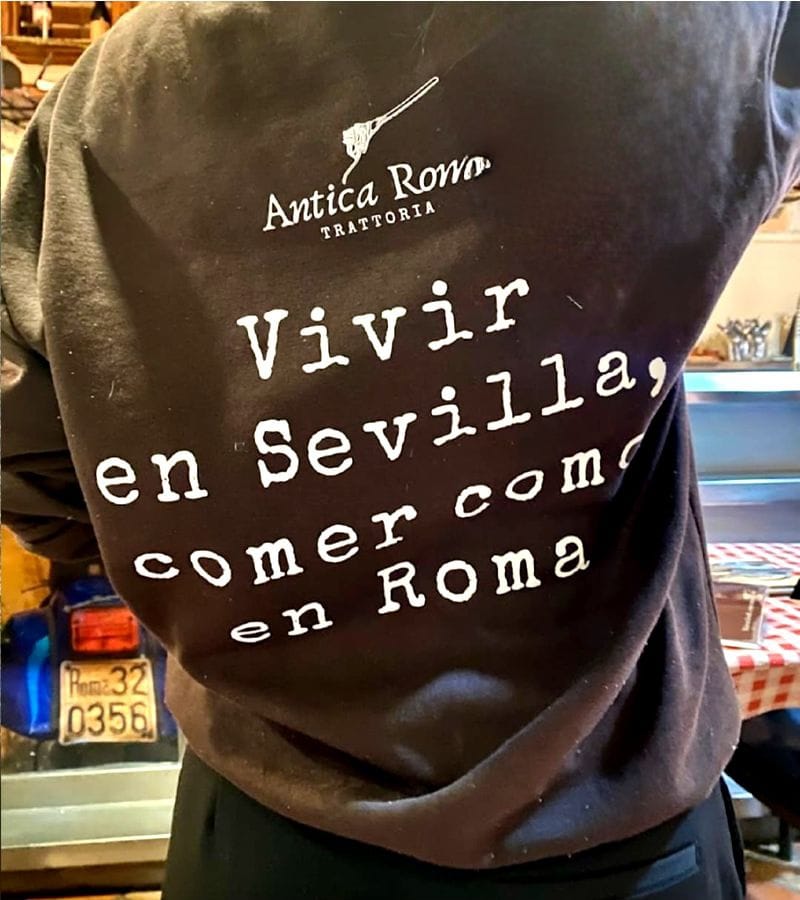 Antica Roma
TRATTORIA
Vivir
en Sevilla,
comer como
en Roma
Roma 32
0356